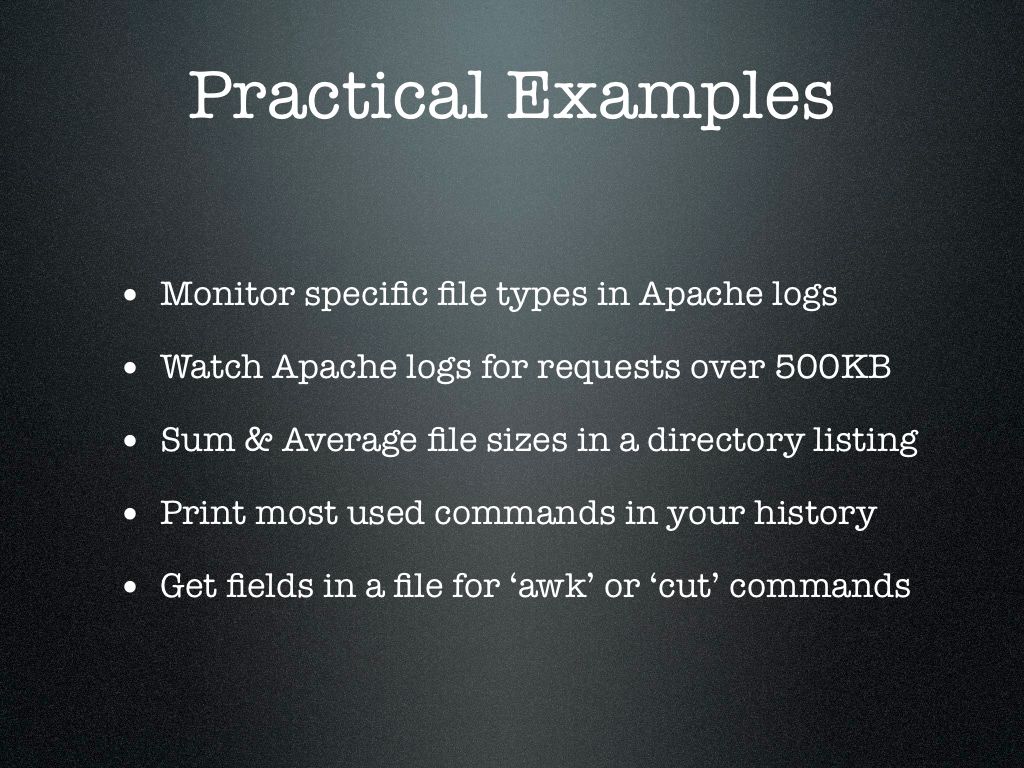 Practical Examples
• Monitor specific file types in Apache logs
• Watch Apache logs for requests over 500KB
• Sum & Average file sizes in a directory listing
• Print most used commands in your history
• Get fields in a file for ‘awk’ or ‘cut’ commands